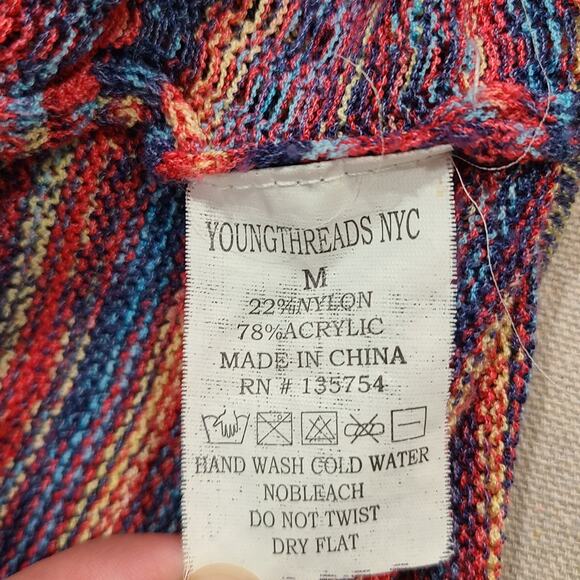 YOUNGTHREADS NYC
M
22%NYLON
78%ACRYLIC
MADE IN CHINA
RN # 135754
HAND WASH COLD WATER
NOBLEACH
DO NOT TWIST
DRY FLAT